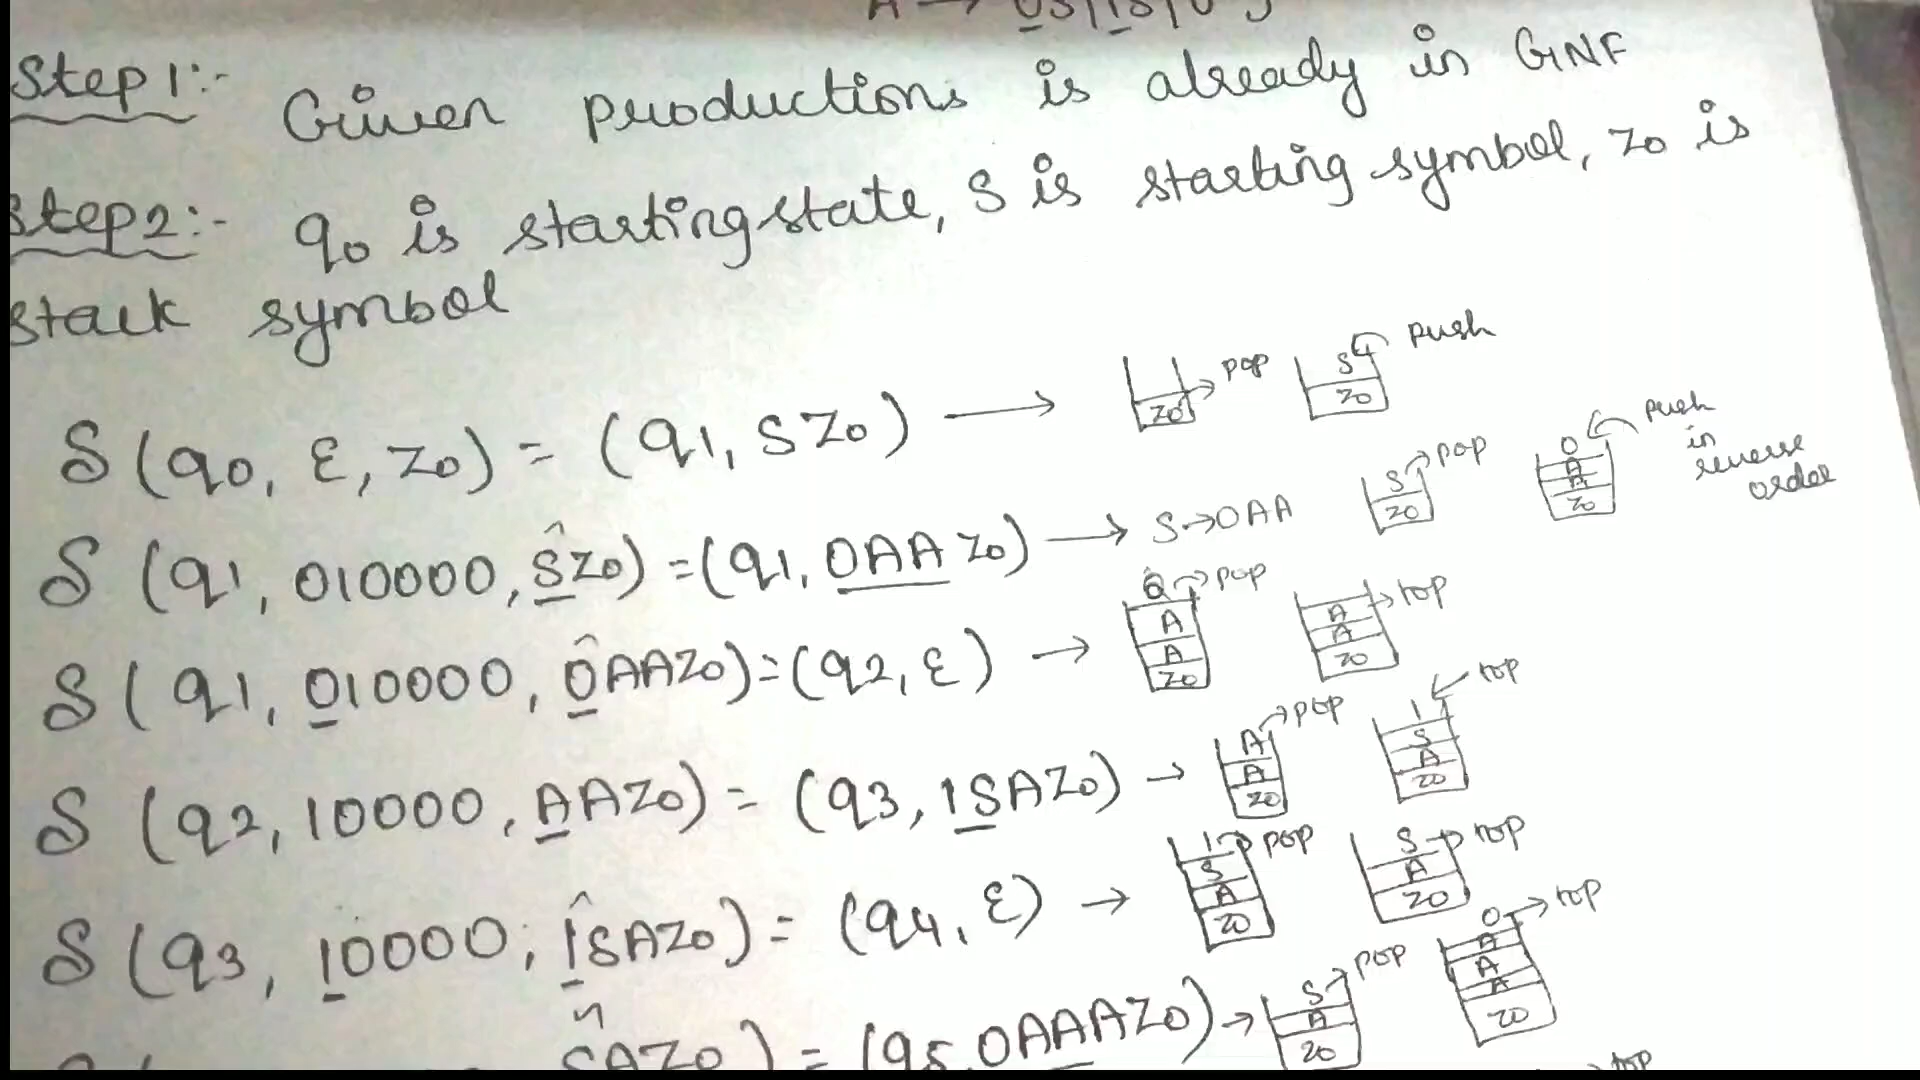 A → 0S/1S/0
Step 1:- Given productions is already in GNF
Step 2:- q0 is starting state, S is starting symbol, z0 is
stack symbol
δ(q0, ε, z0) = (q1, SZ0) → z0 pop S z0 push
δ(q1, 010000, SZ0) = (q1, 0AAZ0) → S→0AA S z0 pop 0 A A z0 push in reverse order
δ(q1, 010000, 0AAZ0) = (q2, ε) → 0 A A z0 pop A A z0 top
δ(q2, 10000, AAZ0) = (q3, 1SAZ0) → A A z0 pop 1 S A z0 top
δ(q3, 10000, 1SAZ0) = (q4, ε) → 1 S A z0 pop S A z0 top
SAZ0) = (q5, 0AAAZ0) → S A z0 pop 0 A A A z0 top
top